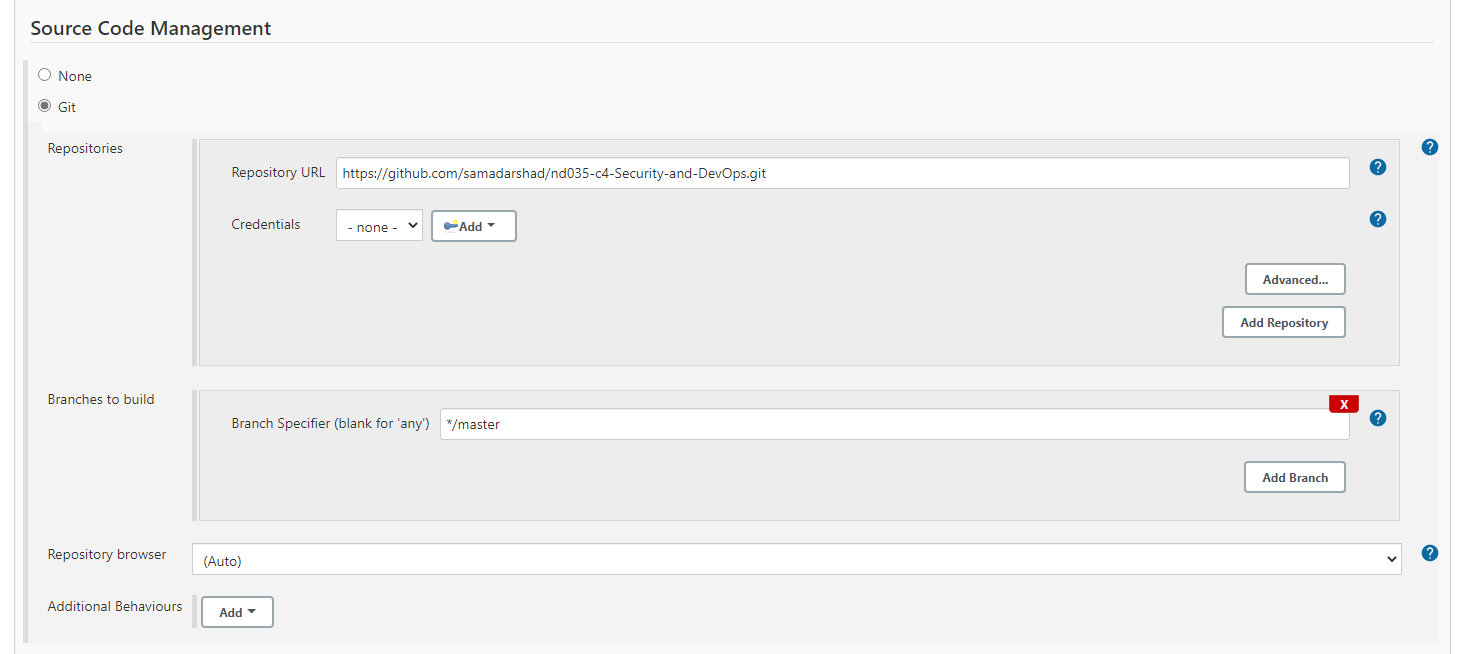 Source Code Management
None
Git
Repositories
Repository URL
https://github.com/samadarshad/nd035-c4-Security-and-DevOps.git
?
?
Credentials
- none -
Add
?
Advanced...
Add Repository
Branches to build
X
Branch Specifier (blank for 'any')
*/master
?
Add Branch
Repository browser
(Auto)
?
Additional Behaviours
Add